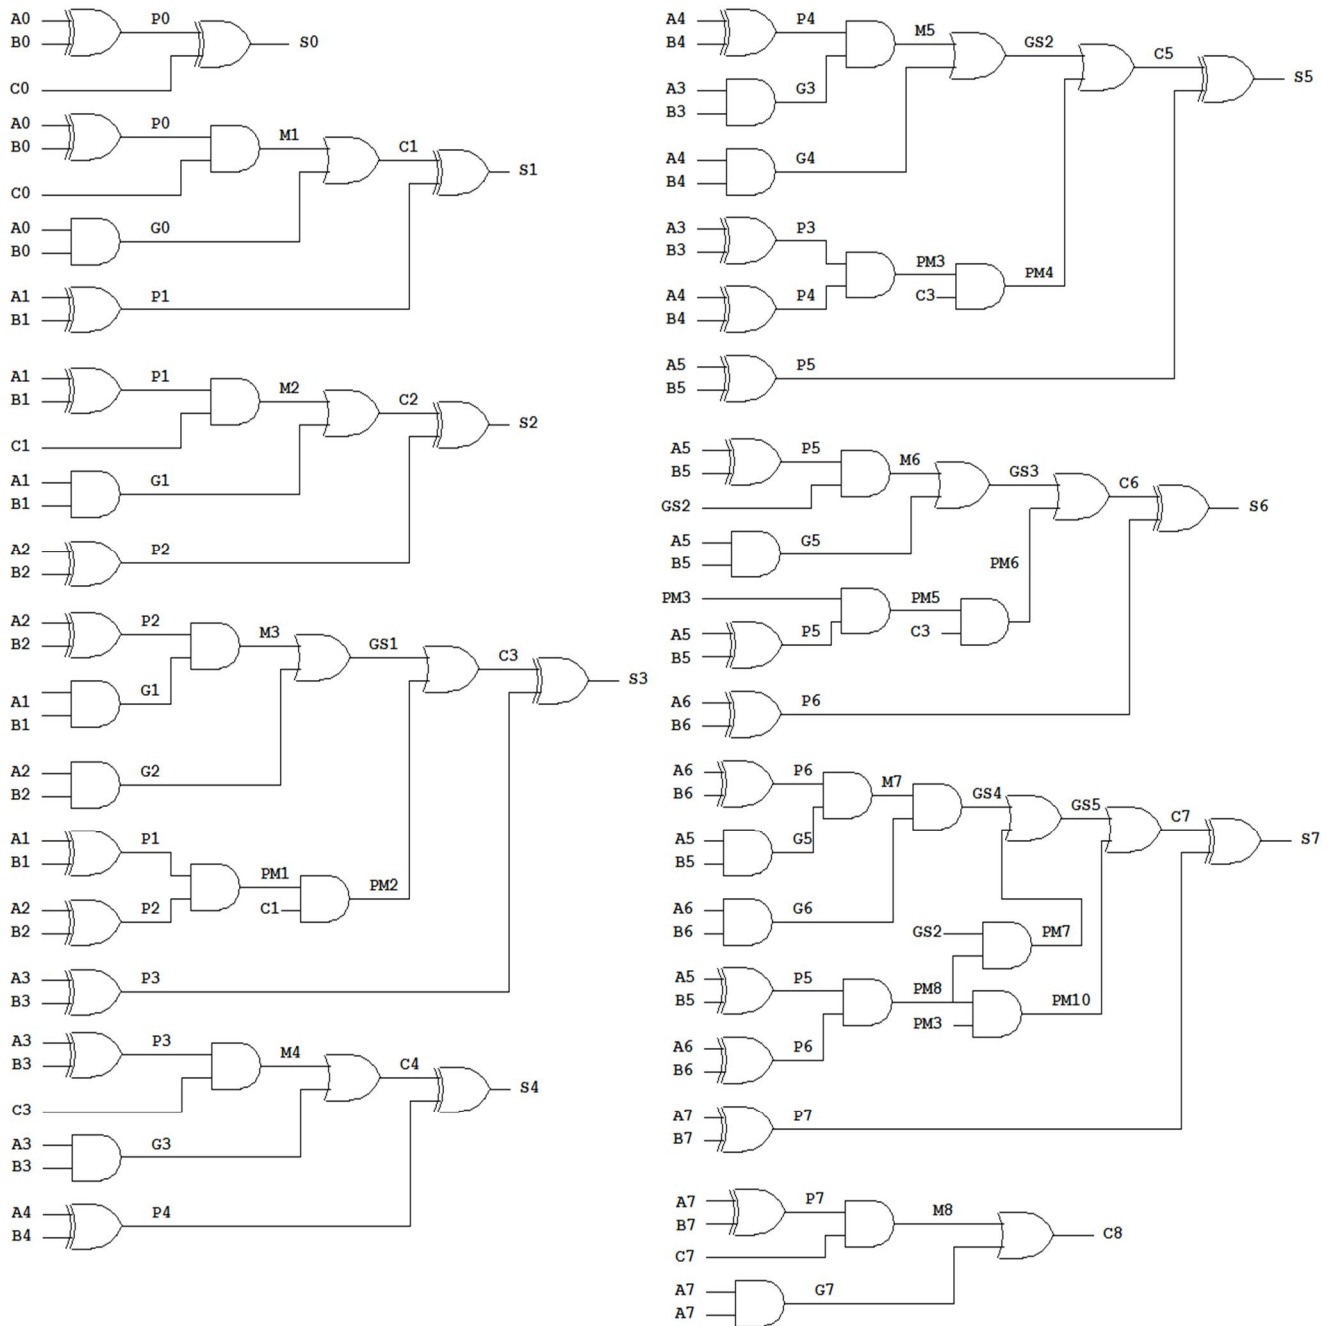 A0 P0
B0 S0
C0
A0 P0
B0 M1 C1
S1
C0
A0 G0
B0
A1 P1
B1
A1 P1
B1 M2 C2
S2
C1
A1 G1
B1
A2 P2
B2
A2 P2
B2 M3 GS1 C3
S3
A1 G1
B1
A2 G2
B2
A1 P1
B1
PM1 PM2
C1
A2 P2
B2
A3 P3
B3
A3 P3
B3 M4 C4
S4
C3
A3 G3
B3
A4 P4
B4
A4 P4 M5
B4 GS2 C5
S5
A3 G3
B3
A4 G4
B4
A3 P3
B3
PM3 PM4
C3
A4 P4
B4
A5 P5
B5
A5 P5
B5 M6 GS3 C6
S6
GS2
A5 G5
B5
PM6
PM3 PM5
C3
A5 P5
B5
A6 P6
B6
A6 P6
B6 M7 GS4 GS5 C7
S7
A5 G5
B5
A6 G6
B6
GS2 PM7
A5 P5
B5 PM8
PM10
PM3
A6 P6
B6
A7 P7
B7
A7 P7
B7 M8
C8
C7
A7 G7
A7